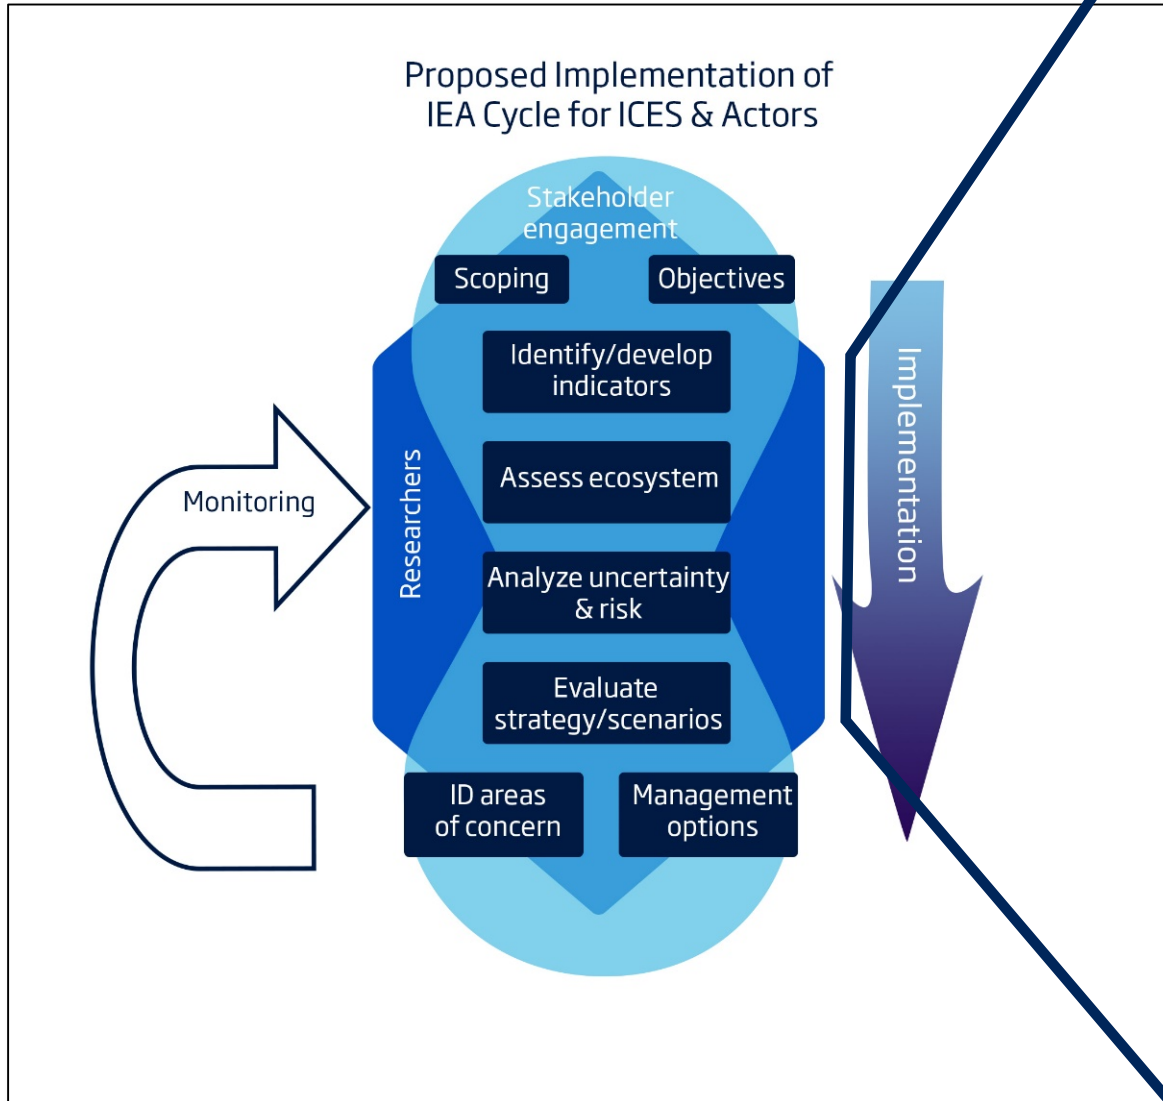 Proposed Implementation of
IEA Cycle for ICES & Actors
Stakeholder
engagement
Scoping
Objectives
Identify/develop
indicators
Assess ecosystem
Analyze uncertainty
& risk
Evaluate
strategy/scenarios
ID areas
of concern
Management
options
Monitoring
Researchers
Implementation